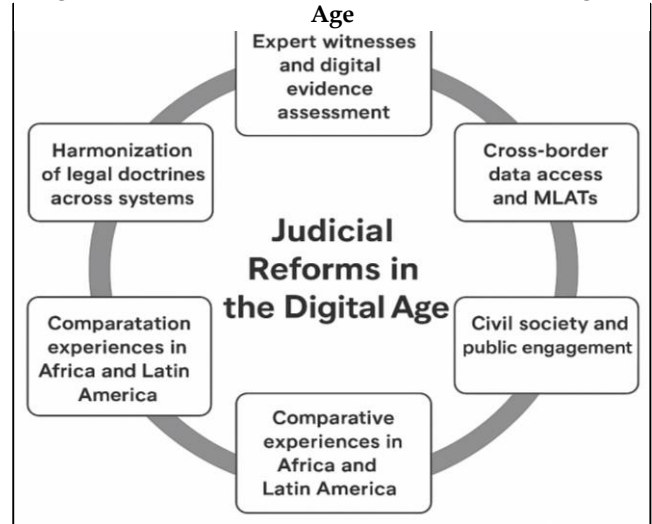 Age
Expert witnesses
and digital
evidence
assessment
Harmonization
of legal doctrines
across systems
Cross-border
data access
and MLATs
Judicial
Reforms in
the Digital Age
Comparatation
experiences in
Africa and Latin
America
Civil society and
public engagement
Comparative
experiences in
Africa and
Latin America